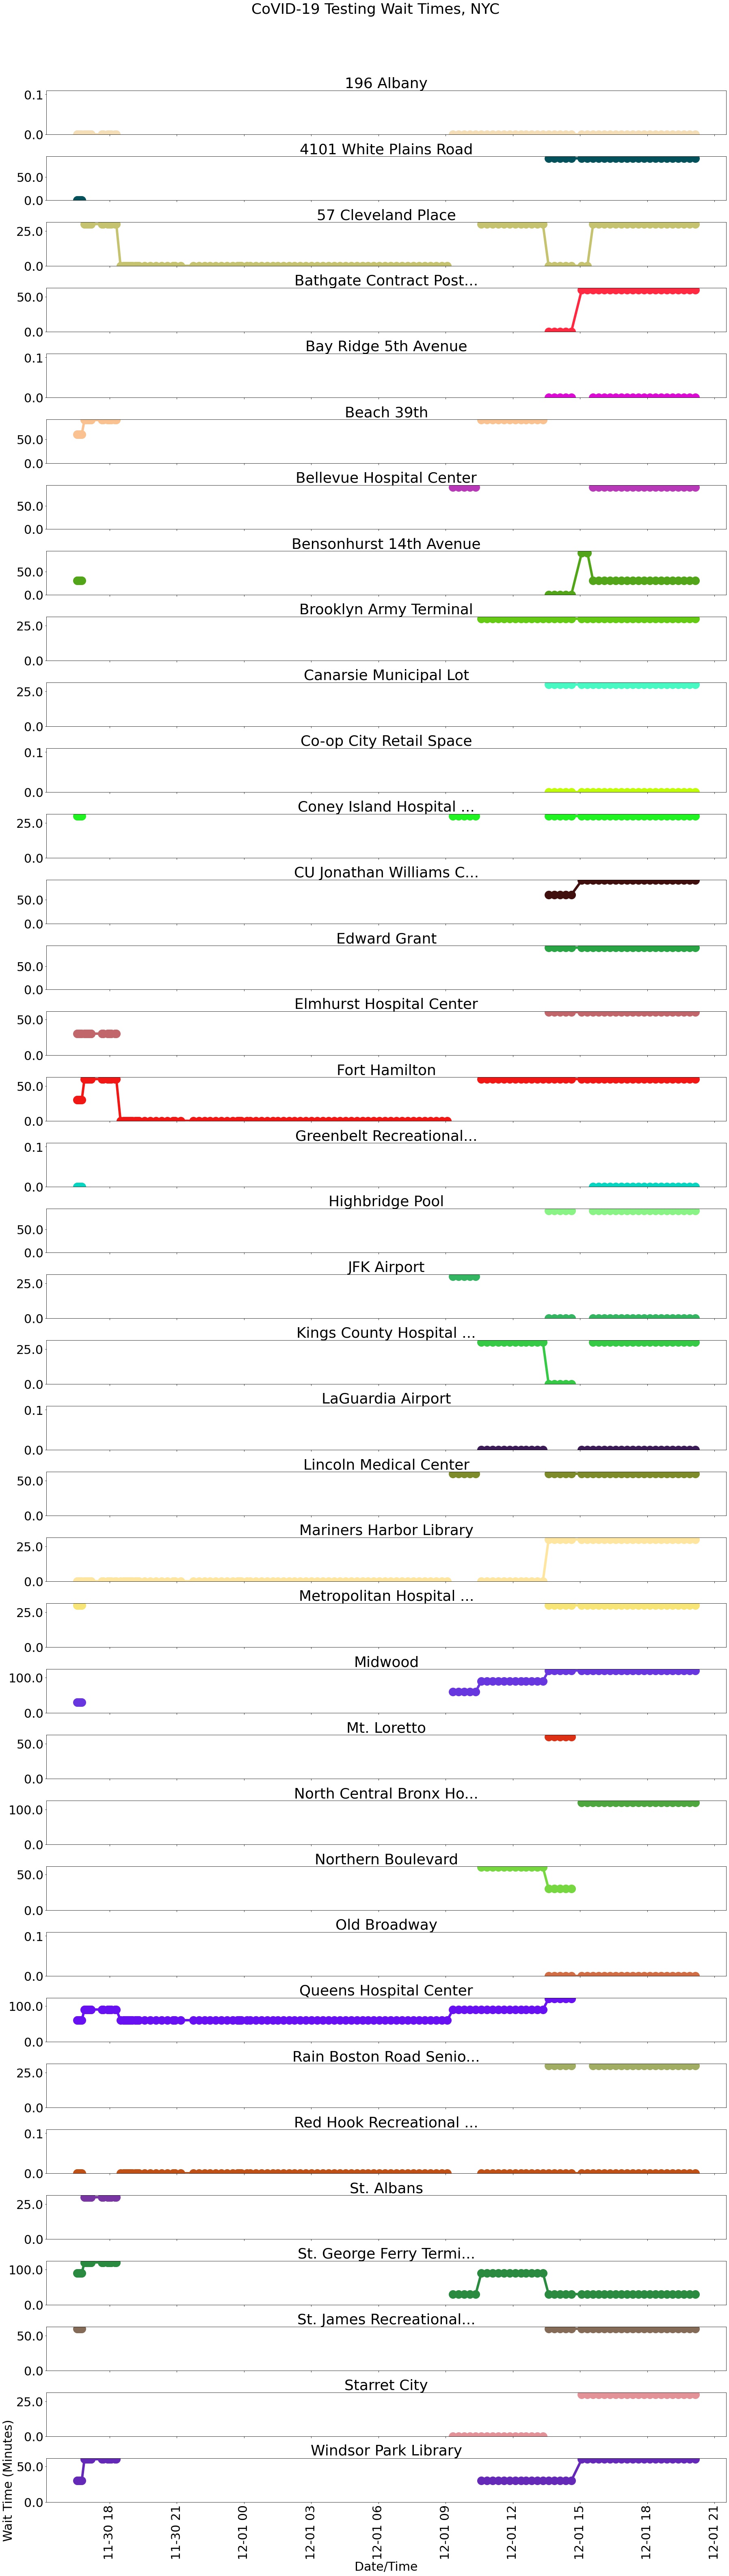 CoVID-19 Testing Wait Times, NYC
196 Albany
0.1
0.0
4101 White Plains Road
50.0
0.0
57 Cleveland Place
25.0
0.0
Bathgate Contract Post...
50.0
0.0
Bay Ridge 5th Avenue
0.1
0.0
Beach 39th
50.0
0.0
Bellevue Hospital Center
50.0
0.0
Bensonhurst 14th Avenue
50.0
0.0
Brooklyn Army Terminal
25.0
0.0
Canarsie Municipal Lot
25.0
0.0
Co-op City Retail Space
0.1
0.0
Coney Island Hospital ...
25.0
0.0
CU Jonathan Williams C...
50.0
0.0
Edward Grant
50.0
0.0
Elmhurst Hospital Center
50.0
0.0
Fort Hamilton
50.0
0.0
Greenbelt Recreational...
0.1
0.0
Highbridge Pool
50.0
0.0
JFK Airport
25.0
0.0
Kings County Hospital ...
25.0
0.0
LaGuardia Airport
0.1
0.0
Lincoln Medical Center
50.0
0.0
Mariners Harbor Library
25.0
0.0
Metropolitan Hospital ...
25.0
0.0
Midwood
100.0
0.0
Mt. Loretto
50.0
0.0
North Central Bronx Ho...
100.0
0.0
Northern Boulevard
50.0
0.0
Old Broadway
0.1
0.0
Queens Hospital Center
100.0
0.0
Rain Boston Road Senio...
25.0
0.0
Red Hook Recreational ...
0.1
0.0
St. Albans
25.0
0.0
St. George Ferry Termi...
100.0
0.0
St. James Recreational...
50.0
0.0
Starret City
25.0
0.0
Windsor Park Library
50.0
0.0
Wait Time (Minutes)
11-30 18
11-30 21
12-01 00
12-01 03
12-01 06
12-01 09
12-01 12
12-01 15
12-01 18
12-01 21
Date/Time